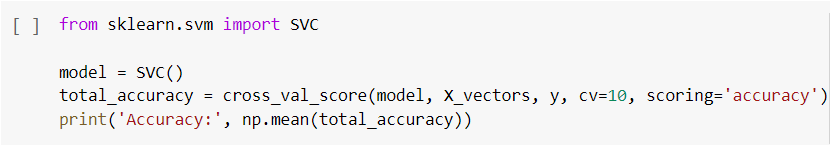 [ ] from sklearn.svm import SVC
model = SVC()
total_accuracy = cross_val_score(model, X_vectors, y, cv=10, scoring='accuracy')
print('Accuracy:', np.mean(total_accuracy))